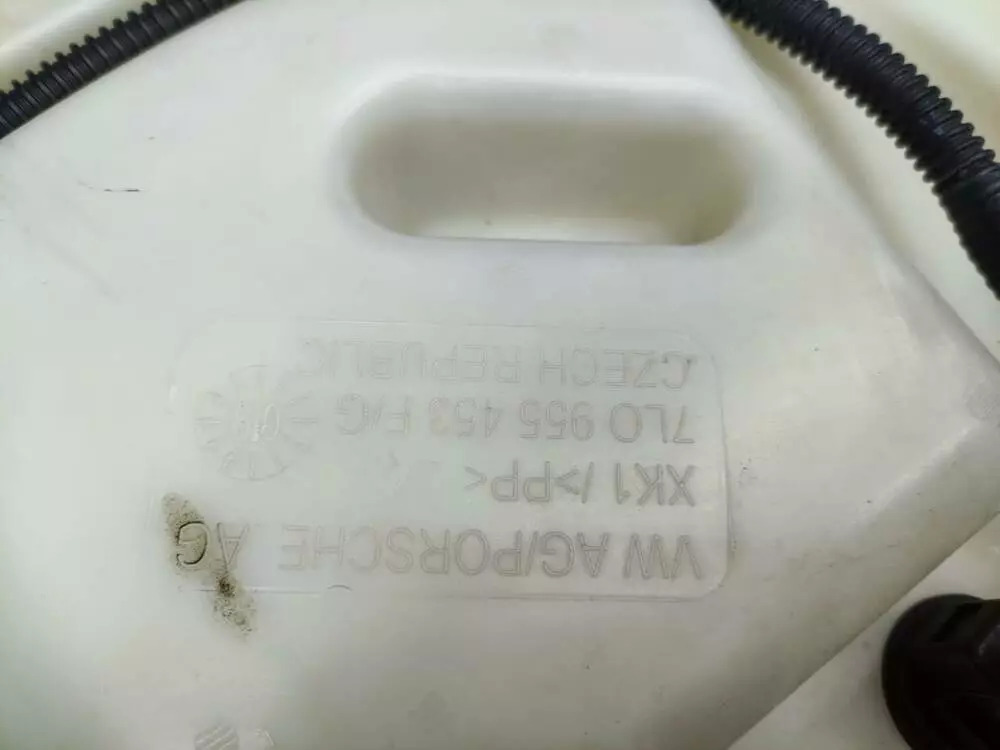 VW AG/PORSCHE AG
XK1 />PP<
7L0 955 453 F/G
CZECH REPUBLIC